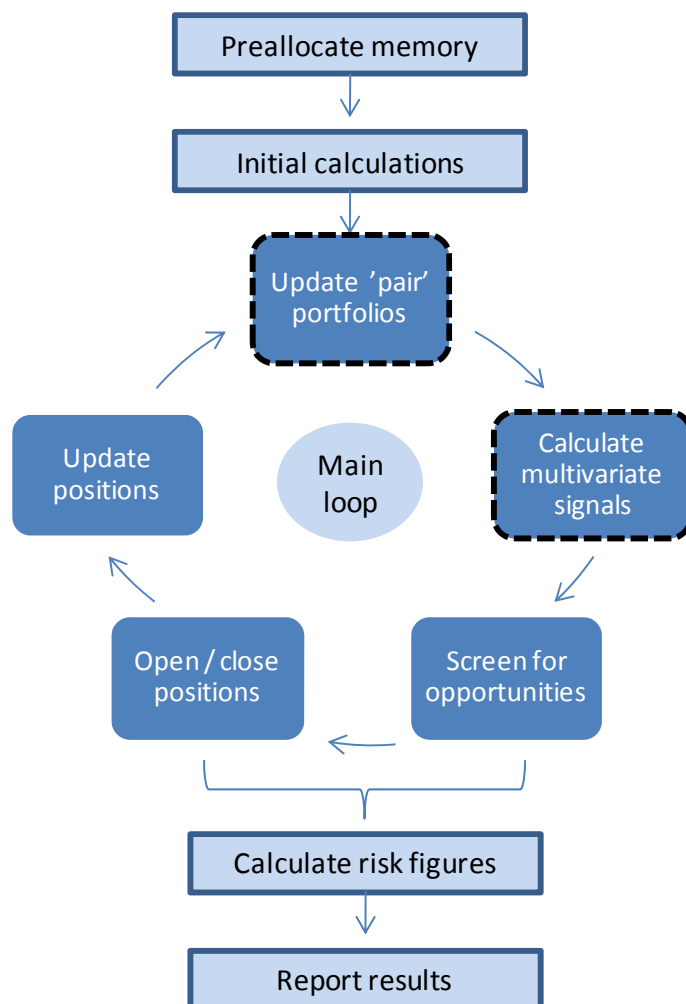 Preallocate memory
Initial calculations
Update ’pair’
portfolios
Calculate
multivariate
signals
Update
positions
Main
loop
Open / close
positions
Screen for
opportunities
Calculate risk figures
Report results